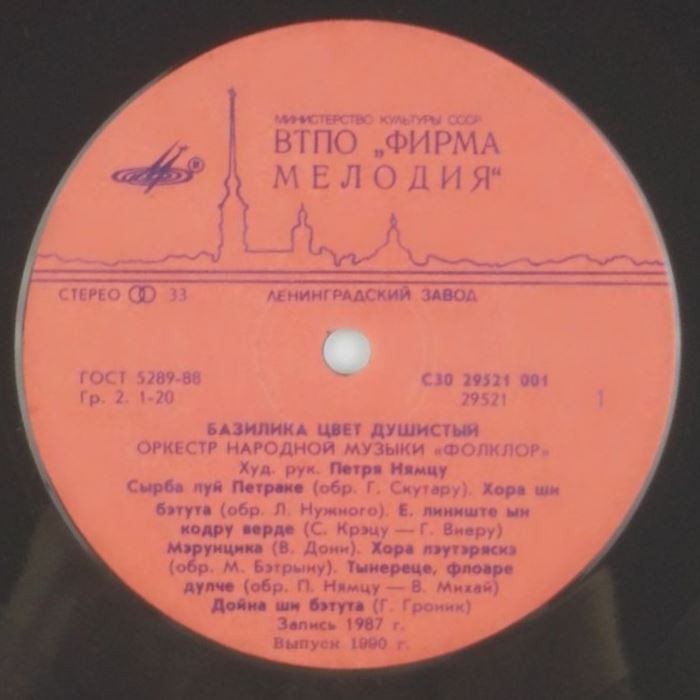 МИНИСТЕРСТВО КУЛЬТУРЫ СССР
ВТПО „ФИРМА
МЕЛОДИЯ“
®
СТЕРЕО 33
ЛЕНИНГРАДСКИЙ ЗАВОД
ГОСТ 5289-88
С30 29521 001
Гр. 2. 1-20
29521
1
БАЗИЛИКА ЦВЕТ ДУШИСТЫЙ
ОРКЕСТР НАРОДНОЙ МУЗЫКИ «ФОЛКЛОР»
Худ. рук. Петря Нямцу
Сырба луй Петраке (обр. Г. Скутару). Хора ши
бэтута (обр. Л. Нужного). Е. линиште ын
кодру верде (С. Крэцу — Г. Виеру)
Мэрунцика (В. Дони). Хора лэутэряскэ
(обр. М. Бэтрыну). Тынереце, флоаре
дулче (обр. П. Нямцу — В. Михай)
Дойна ши бэтута (Г. Гроник)
Запись 1987 г.
Выпуск 1990 г.